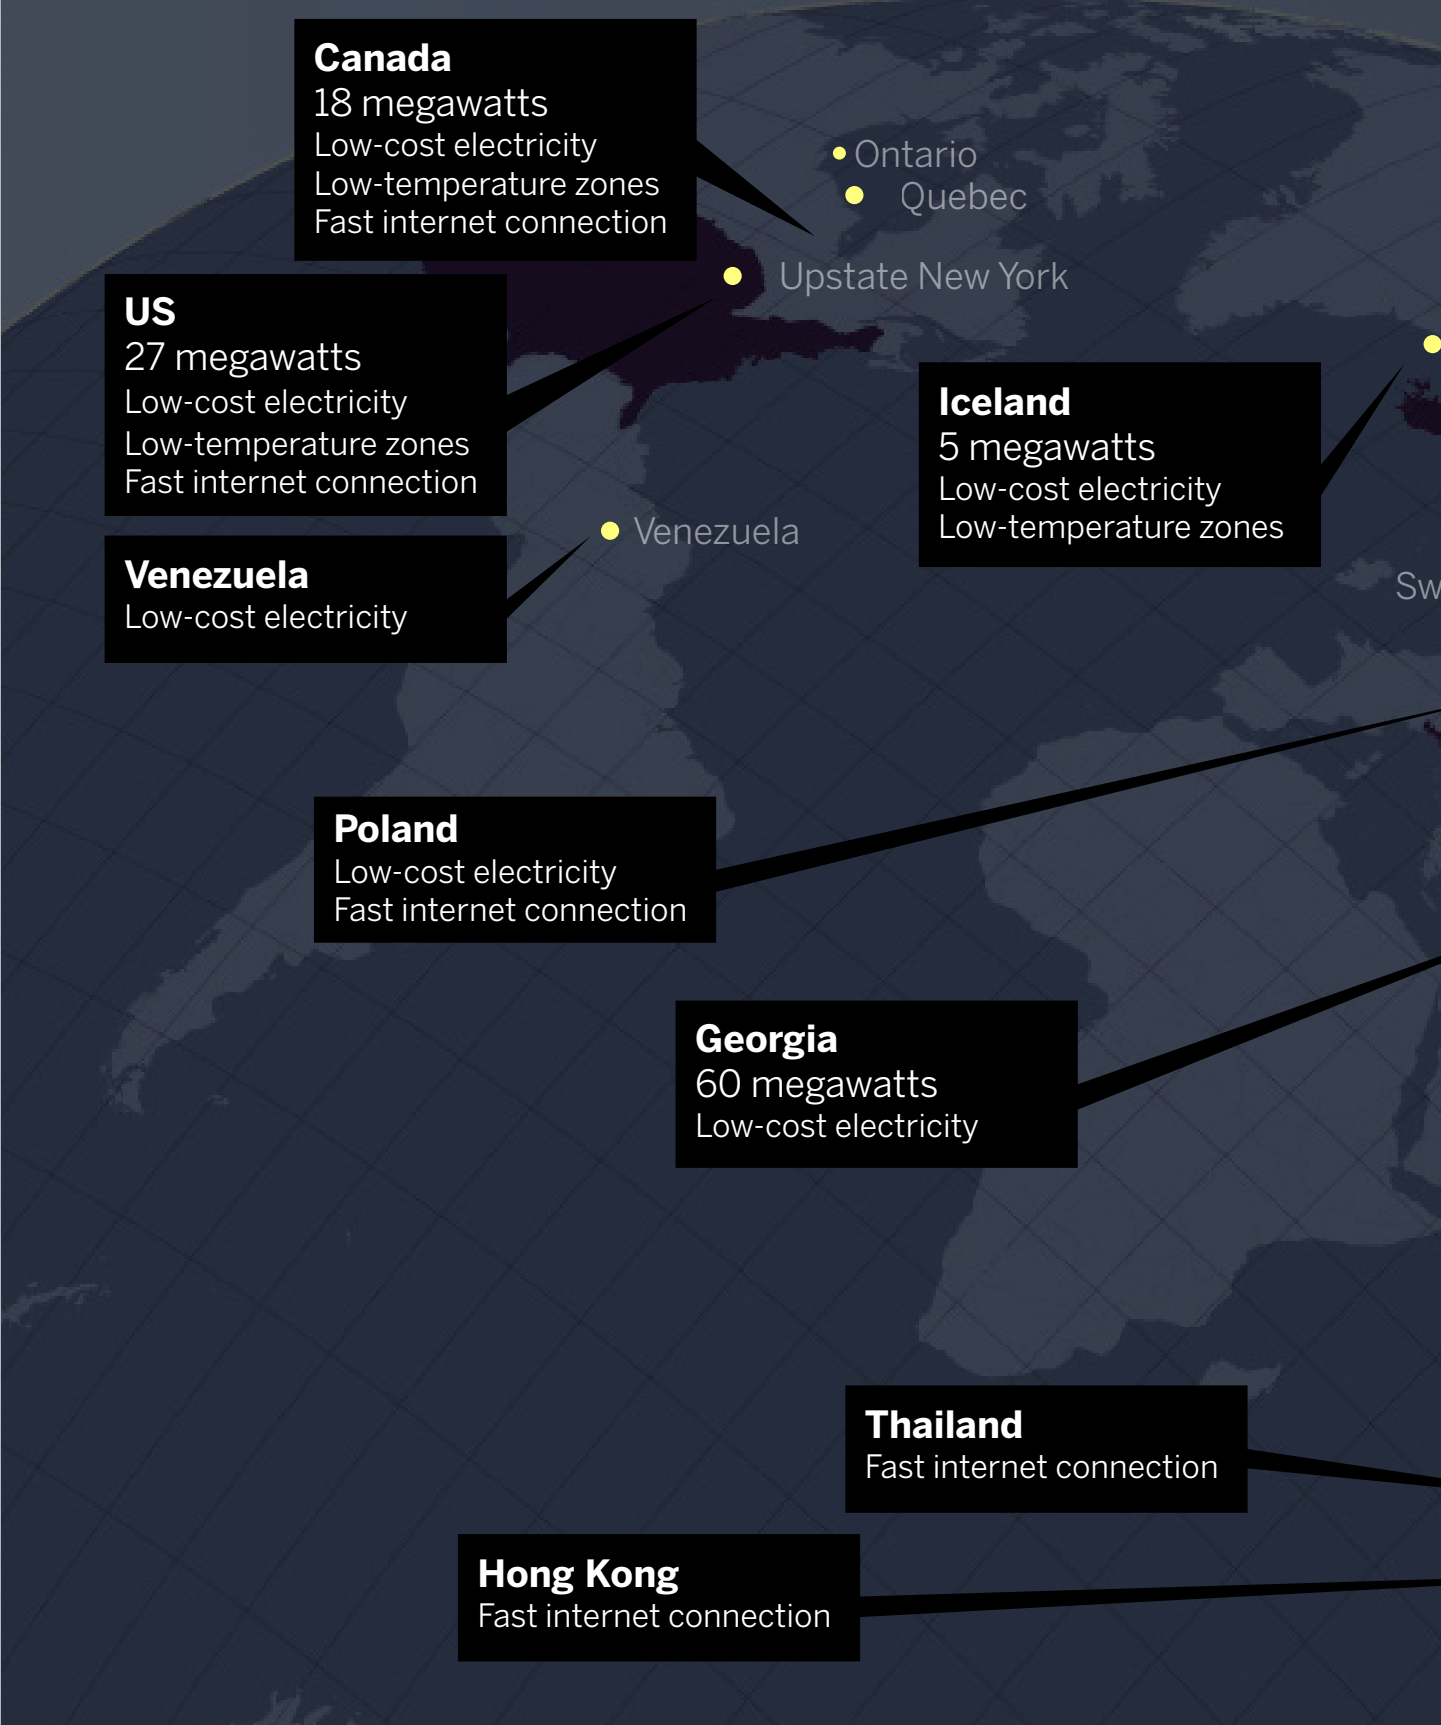 Canada
18 megawatts
Low-cost electricity
Low-temperature zones
Fast internet connection
Ontario
Quebec
Upstate New York
US
27 megawatts
Low-cost electricity
Low-temperature zones
Fast internet connection
Iceland
5 megawatts
Low-cost electricity
Low-temperature zones
Venezuela
Venezuela
Low-cost electricity
Sw
Poland
Low-cost electricity
Fast internet connection
Georgia
60 megawatts
Low-cost electricity
Thailand
Fast internet connection
Hong Kong
Fast internet connection